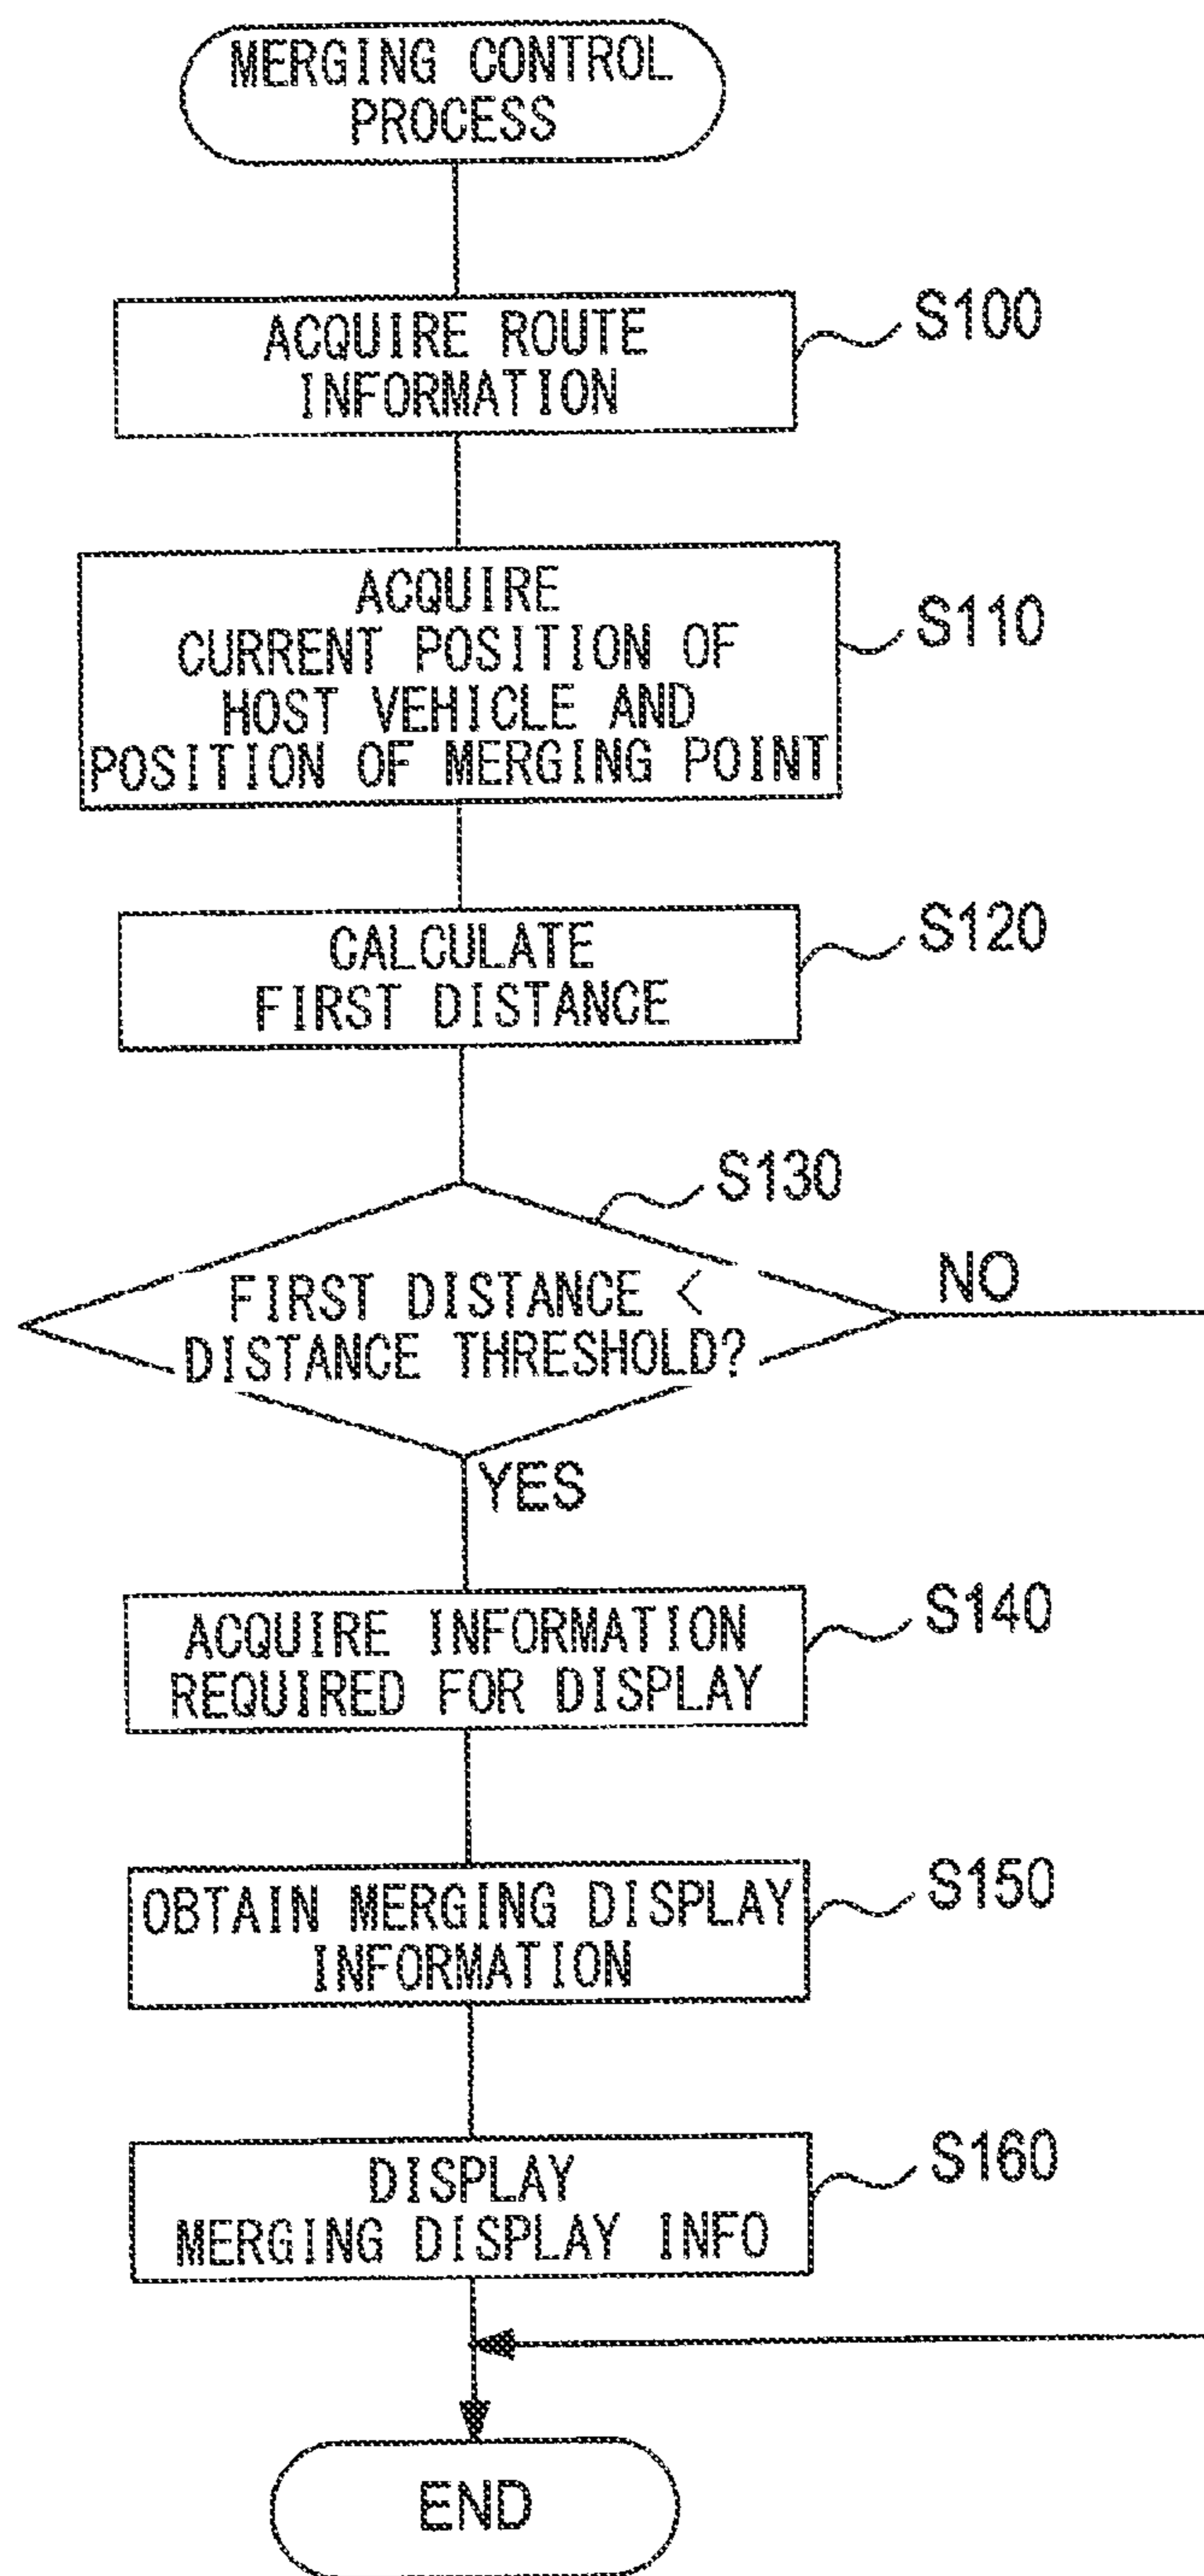 MERGING CONTROL
PROCESS
ACQUIRE ROUTE
INFORMATION
S100
ACQUIRE
CURRENT POSITION OF
HOST VEHICLE AND
POSITION OF MERGING POINT
S110
CALCULATE
FIRST DISTANCE
S120
S130
FIRST DISTANCE <
DISTANCE THRESHOLD?
NO
YES
ACQUIRE INFORMATION
REQUIRED FOR DISPLAY
S140
OBTAIN MERGING DISPLAY
INFORMATION
S150
DISPLAY
MERGING DISPLAY INFO
S160
END